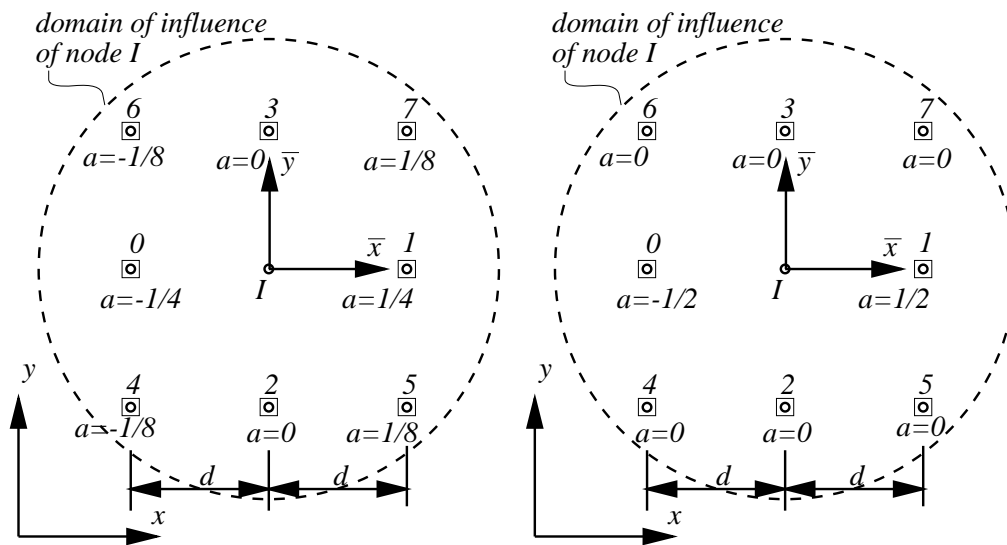 domain of influence
of node I
6
3
7
a=-1/8
a=0
y̅
a=1/8
0
x̅
1
I
a=-1/4
a=1/4
4
2
5
a=-1/8
a=0
a=1/8
y
d
d
x
domain of influence
of node I
6
3
7
a=0
a=0
y̅
a=0
0
x̅
1
I
a=-1/2
a=1/2
4
2
5
a=0
a=0
a=0
y
d
d
x